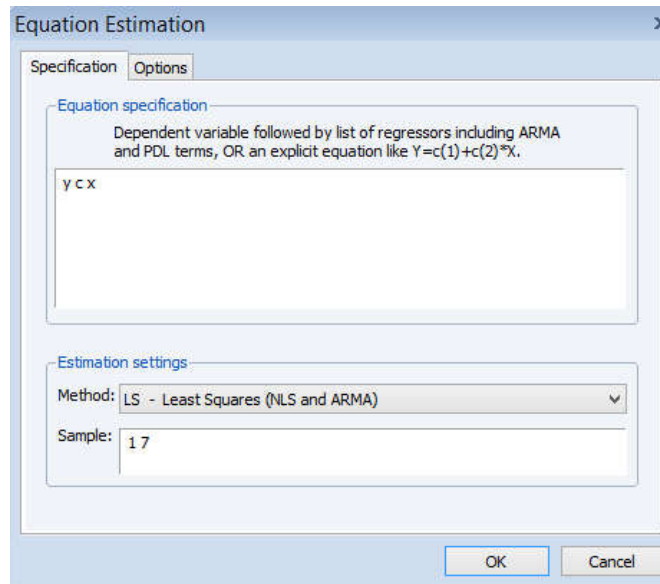 Equation Estimation
Specification
Options
Equation specification
Dependent variable followed by list of regressors including ARMA
and PDL terms, OR an explicit equation like Y=c(1)+c(2)*X.
y c x
Estimation settings
Method:
LS - Least Squares (NLS and ARMA)
Sample:
1 7
OK
Cancel